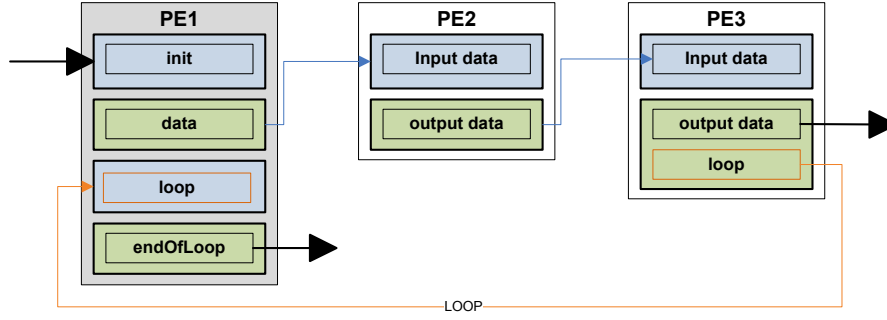 PE1
init
data
loop
endOfLoop
PE2
Input data
output data
PE3
Input data
output data
loop
LOOP